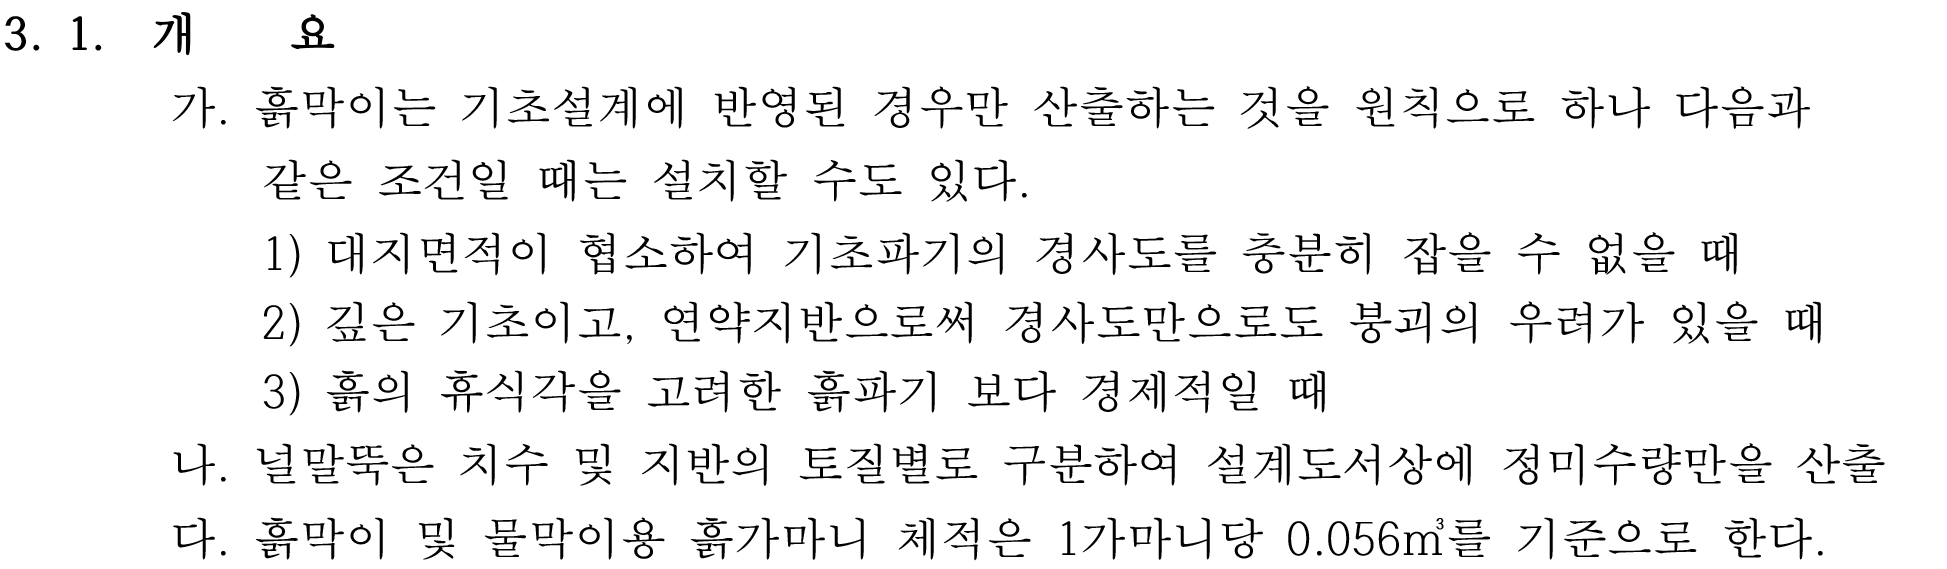 3. 1. 개 요
가. 흙막이는 기초설계에 반영된 경우만 산출하는 것을 원칙으로 하나 다음과
같은 조건일 때는 설치할 수도 있다.
1) 대지면적이 협소하여 기초파기의 경사도를 충분히 잡을 수 없을 때
2) 깊은 기초이고, 연약지반으로써 경사도만으로도 붕괴의 우려가 있을 때
3) 흙의 휴식각을 고려한 흙파기 보다 경제적일 때
나. 널말뚝은 치수 및 지반의 토질별로 구분하여 설계도서상에 정미수량만을 산출
다. 흙막이 및 물막이용 흙가마니 체적은 1가마니당 0.056㎥를 기준으로 한다.